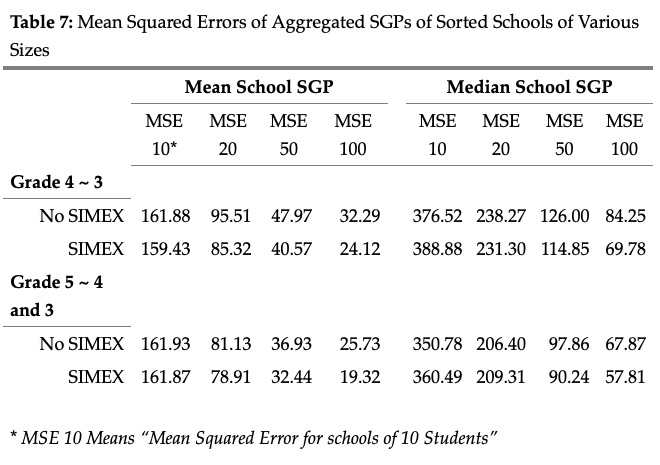 Table 7: Mean Squared Errors of Aggregated SGPs of Sorted Schools of Various
Sizes
Mean School SGP Median School SGP
MSE MSE MSE MSE MSE MSE MSE MSE
10* 20 50 100 10 20 50 100
Grade 4 ~ 3
No SIMEX 161.88 95.51 47.97 32.29 376.52 238.27 126.00 84.25
SIMEX 159.43 85.32 40.57 24.12 388.88 231.30 114.85 69.78
Grade 5 ~ 4
and 3
No SIMEX 161.93 81.13 36.93 25.73 350.78 206.40 97.86 67.87
SIMEX 161.87 78.91 32.44 19.32 360.49 209.31 90.24 57.81
* MSE 10 Means “Mean Squared Error for schools of 10 Students”